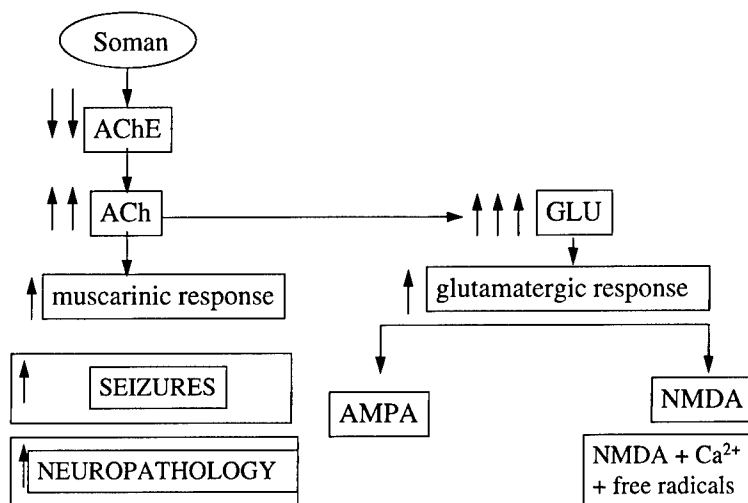 Soman
AChE
ACh
GLU
muscarinic response
glutamatergic response
SEIZURES
AMPA
NMDA
NEUROPATHOLOGY
NMDA + Ca²⁺
+ free radicals